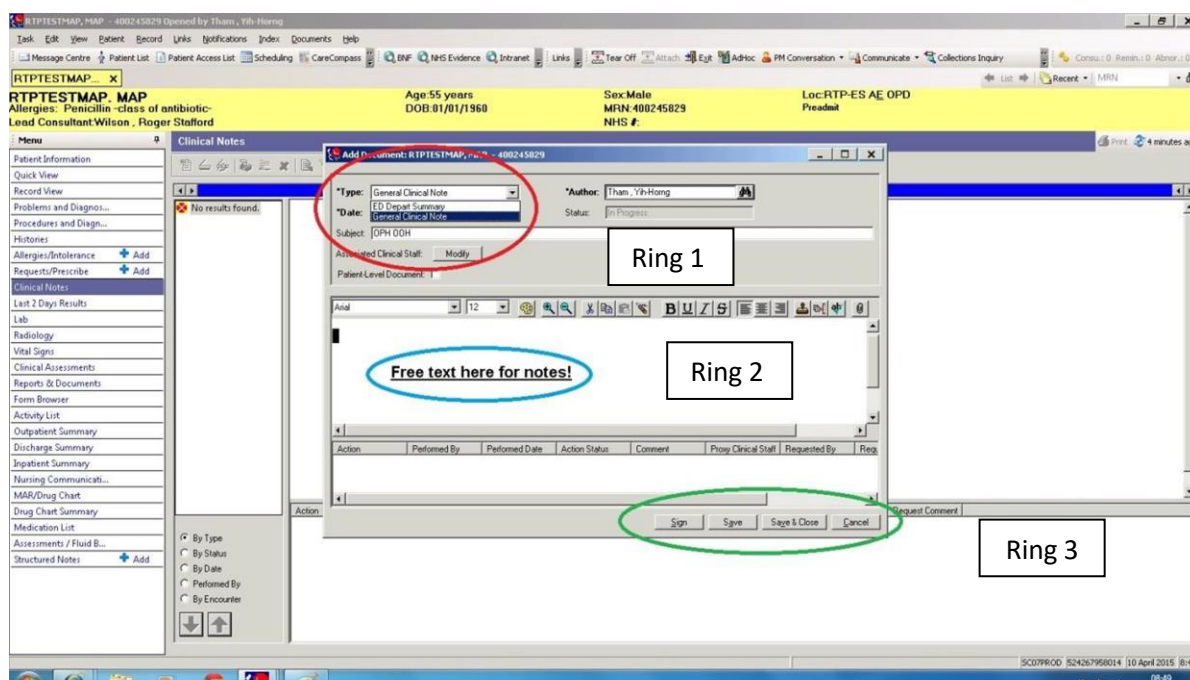 RTPTESTMAP, MAP - 400245829 Opened by Tham , Yih-Horng
Task Edit View Patient Record Links Notifications Index Documents Help
Message Centre Patient List Patient Access List Scheduling CareCompass BNF NHS Evidence Intranet Links Tear Off Attach Exit AdHoc PM Conversation Communicate Collections Inquiry Consu.: 0 Remin.: 0 Abnor.: 0
RTPTESTMAP... X List Recent MRN
RTPTESTMAP, MAP Age:55 years Sex:Male Loc:RTP-ES AE OPD
Allergies: Penicillin -class of antibiotic- DOB:01/01/1960 MRN:400245829 Preadmit
Lead Consultant:Wilson , Roger Stafford NHS #:
Menu Clinical Notes Print 4 minutes a
Patient Information
Quick View
Record View
Problems and Diagnos...
Procedures and Diagn...
Histories
Allergies/Intolerance Add
Requests/Prescribe Add
Clinical Notes
Last 2 Days Results
Lab
Radiology
Vital Signs
Clinical Assessments
Reports & Documents
Form Browser
Activity List
Outpatient Summary
Discharge Summary
Inpatient Summary
Nursing Communicati...
MAR/Drug Chart
Drug Chart Summary
Medication List
Assessments / Fluid B...
Structured Notes Add
No results found.
By Type
By Status
By Date
Performed By
By Encounter
Add Document: RTPTESTMAP, MAP - 400245829
*Type: General Clinical Note *Author: Tham , Yih-Horng
ED Depart Summary
General Clinical Note
*Date: Status: In Progress
Subject: OPH OOH
Associated Clinical Staff: Modify
Patient-Level Document:
Ring 1
Arial 12 B U I S
Free text here for notes!
Ring 2
Action Performed By Performed Date Action Status Comment Proxy Clinical Staff Requested By Req
Sign Save Save & Close Cancel
Action Request Comment
Ring 3
SC07PROD 524267958014 10 April 2015
08:49